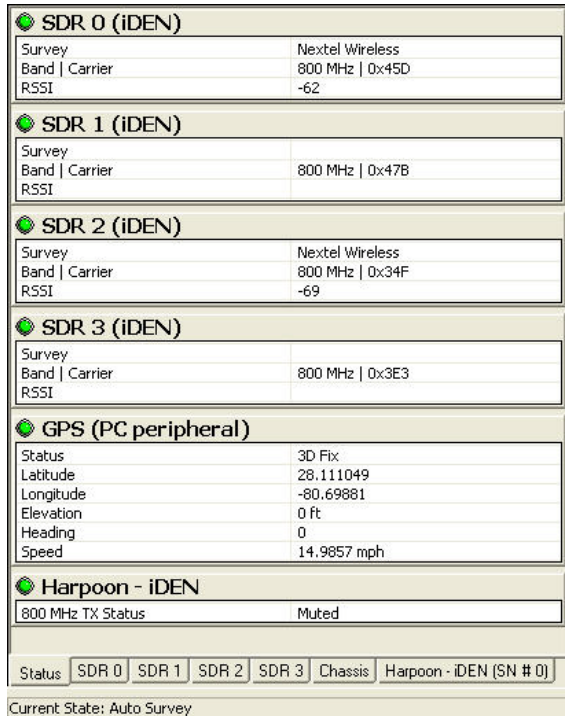 SDR 0 (iDEN)
Survey Nextel Wireless
Band | Carrier 800 MHz | 0x45D
RSSI -62
SDR 1 (iDEN)
Survey
Band | Carrier 800 MHz | 0x47B
RSSI
SDR 2 (iDEN)
Survey Nextel Wireless
Band | Carrier 800 MHz | 0x34F
RSSI -69
SDR 3 (iDEN)
Survey
Band | Carrier 800 MHz | 0x3E3
RSSI
GPS (PC peripheral)
Status 3D Fix
Latitude 28.111049
Longitude -80.69881
Elevation 0 ft
Heading 0
Speed 14.9857 mph
Harpoon - iDEN
800 MHz TX Status Muted
Status SDR 0 SDR 1 SDR 2 SDR 3 Chassis Harpoon - iDEN (SN # 0)
Current State: Auto Survey